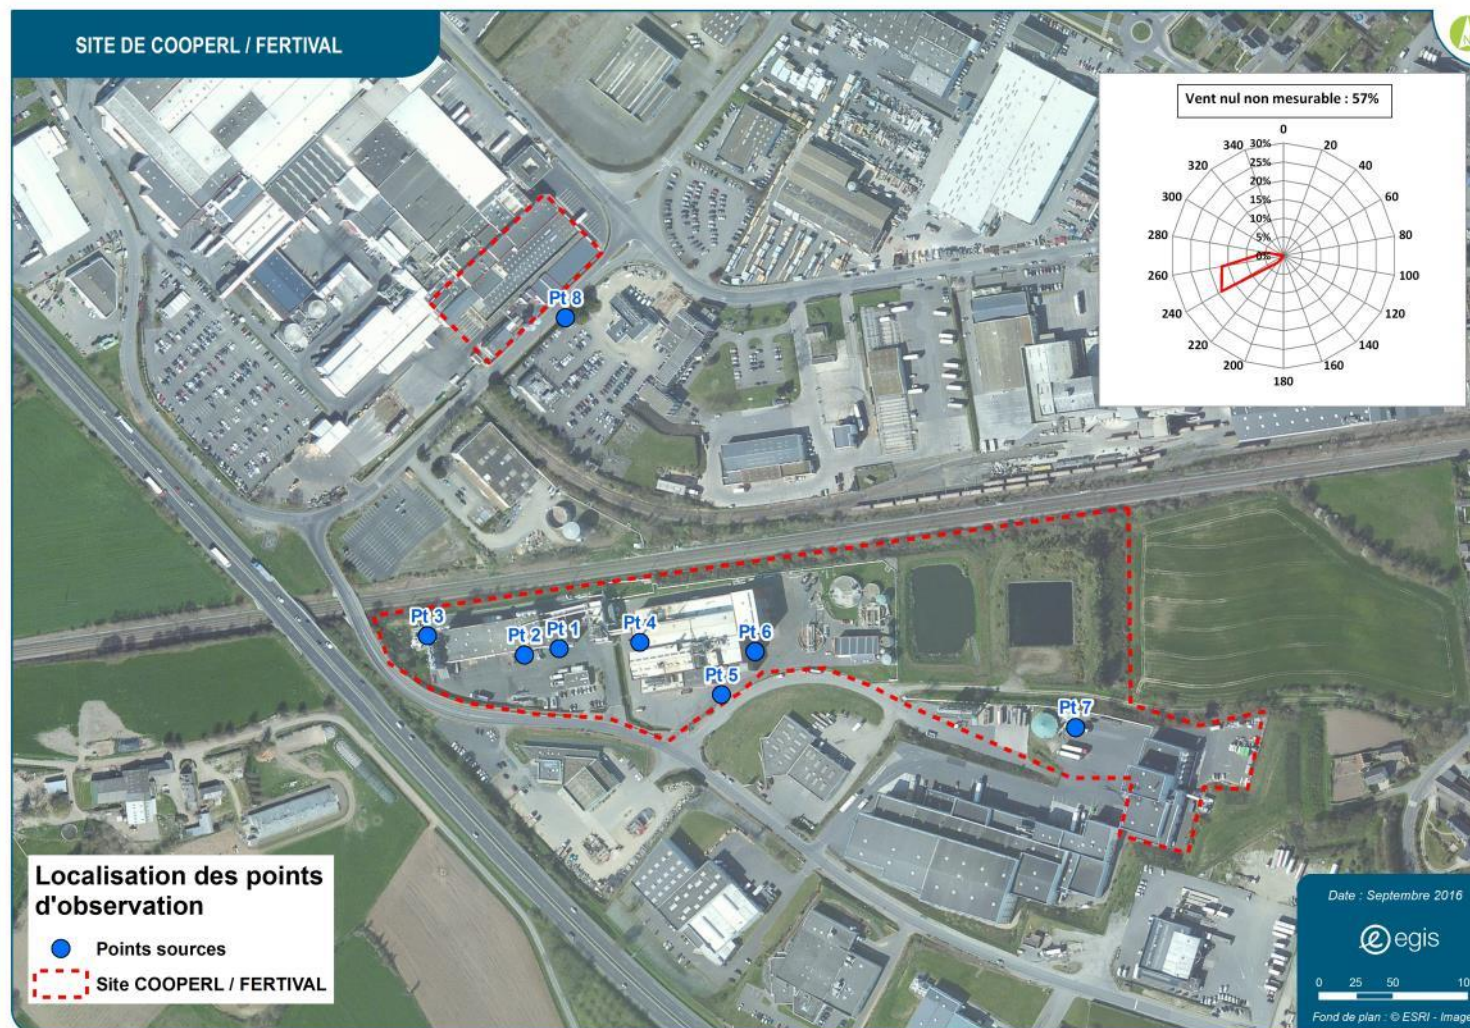 SITE DE COOPERL / FERTIVAL
N
Vent nul non mesurable : 57%
0
340
30%
20
320
25%
40
20%
300
15%
60
10%
280
5%
80
0%
260
100
240
120
220
140
200
160
180
Pt 8
Pt 3
Pt 2
Pt 1
Pt 4
Pt 6
Pt 5
Pt 7
Localisation des points
d'observation
Points sources
Site COOPERL / FERTIVAL
Date : Septembre 2016
egis
0 25 50 10
Fond de plan : © ESRI - Image